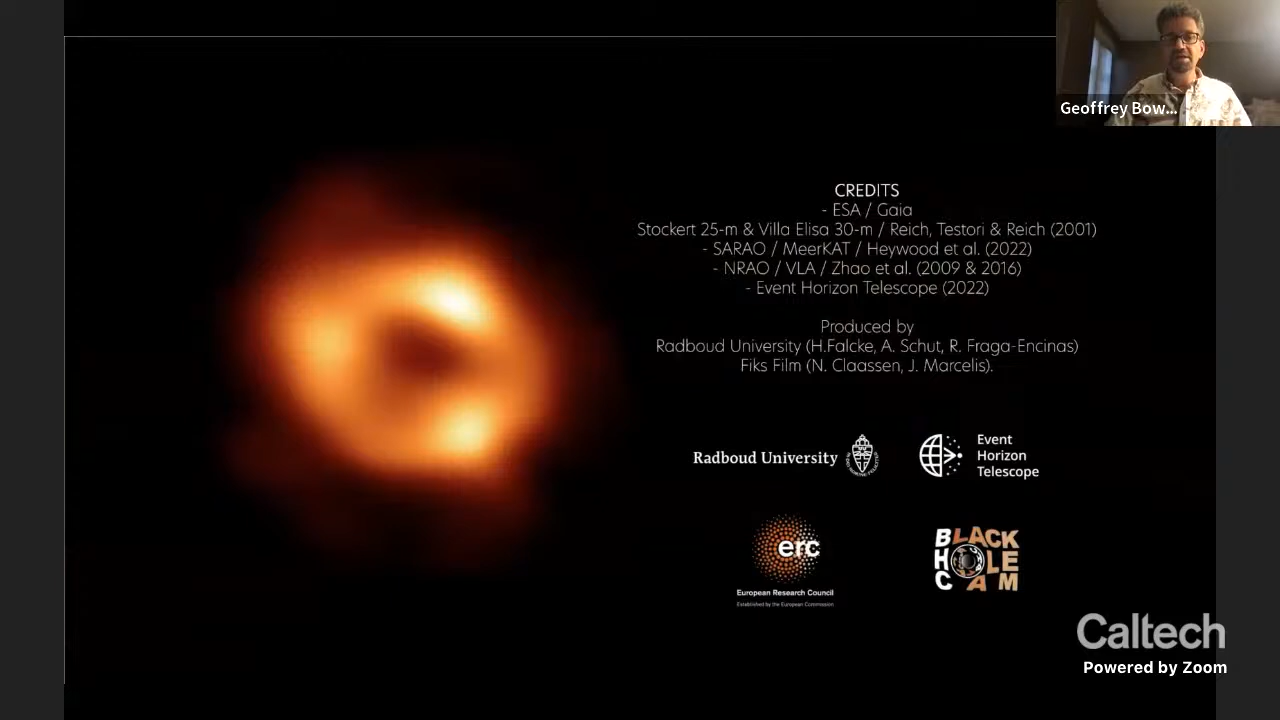 Geoffrey Bow...
CREDITS
- ESA / Gaia
Stockert 25-m & Villa Elisa 30-m / Reich, Testori & Reich (2001)
- SARAO / MeerKAT / Heywood et al. (2022)
- NRAO / VLA / Zhao et al. (2009 & 2016)
- Event Horizon Telescope (2022)
Produced by
Radboud University (H.Falcke, A. Schut, R. Fraga-Encinas)
Fiks Film (N. Claassen, J. Marcelis).
Radboud University
Event
Horizon
Telescope
erc
European Research Council
Established by the European Commission
BLACK
HOLE
CAM
Caltech
Powered by Zoom